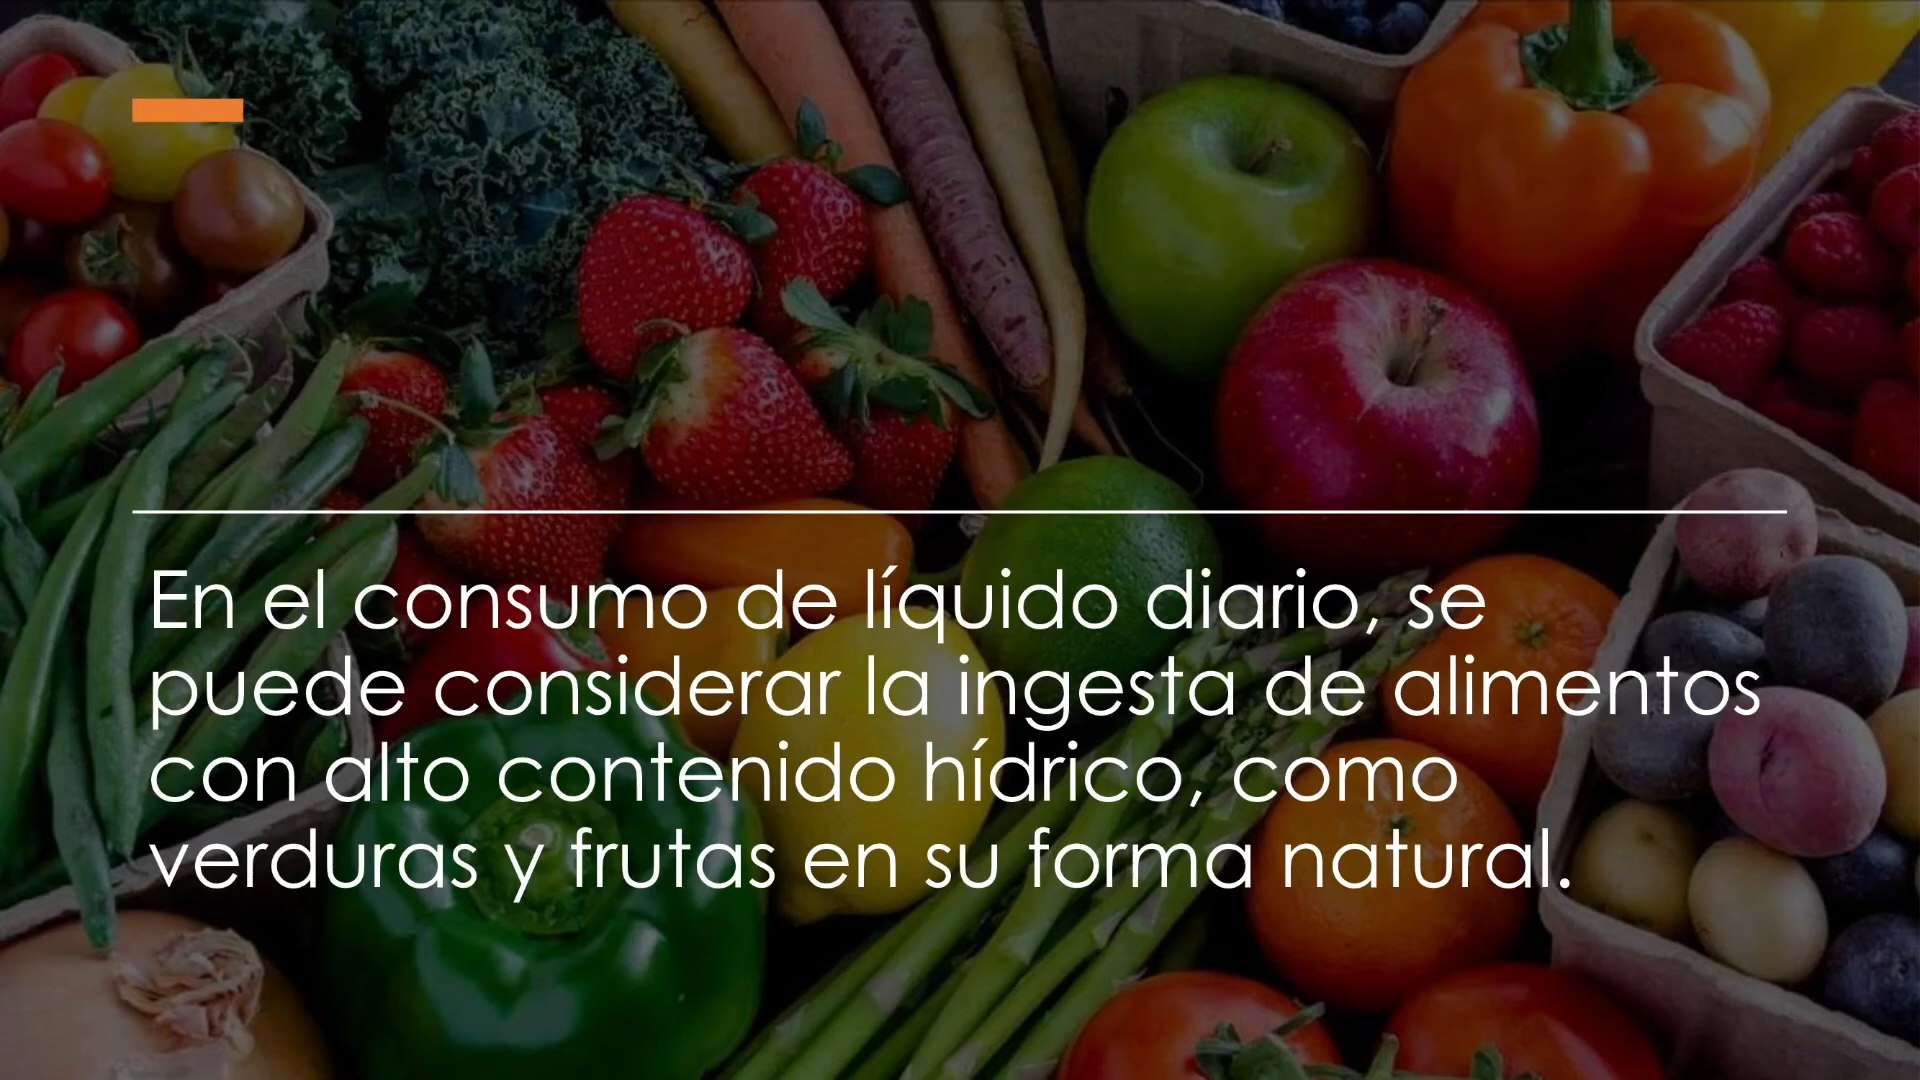 En el consumo de líquido diario, se
puede considerar la ingesta de alimentos
con alto contenido hídrico, como
verduras y frutas en su forma natural.